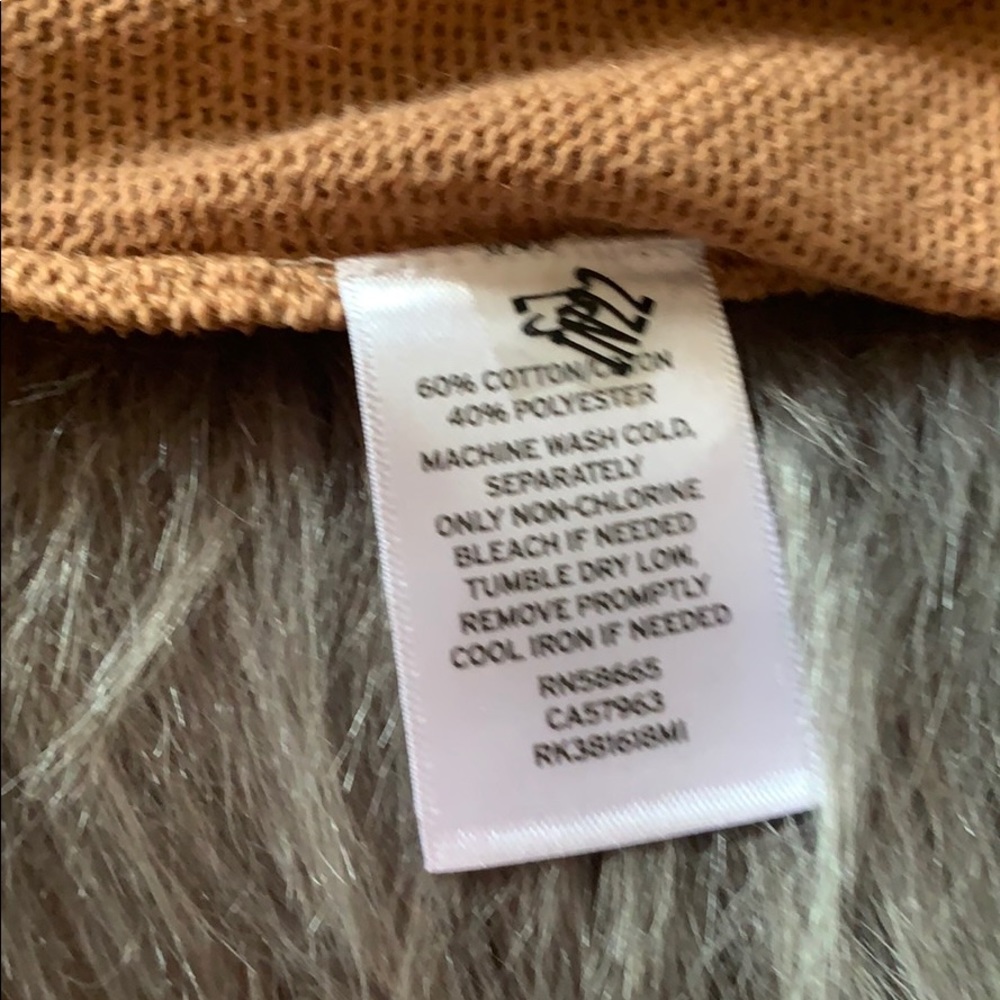 60% COTTON/
40% POLYESTER
MACHINE WASH COLD,
SEPARATELY
ONLY NON-CHLORINE
BLEACH IF NEEDED
TUMBLE DRY LOW,
REMOVE PROMPTLY
COOL IRON IF NEEDED
RN58665
CA57963
RK381618MI